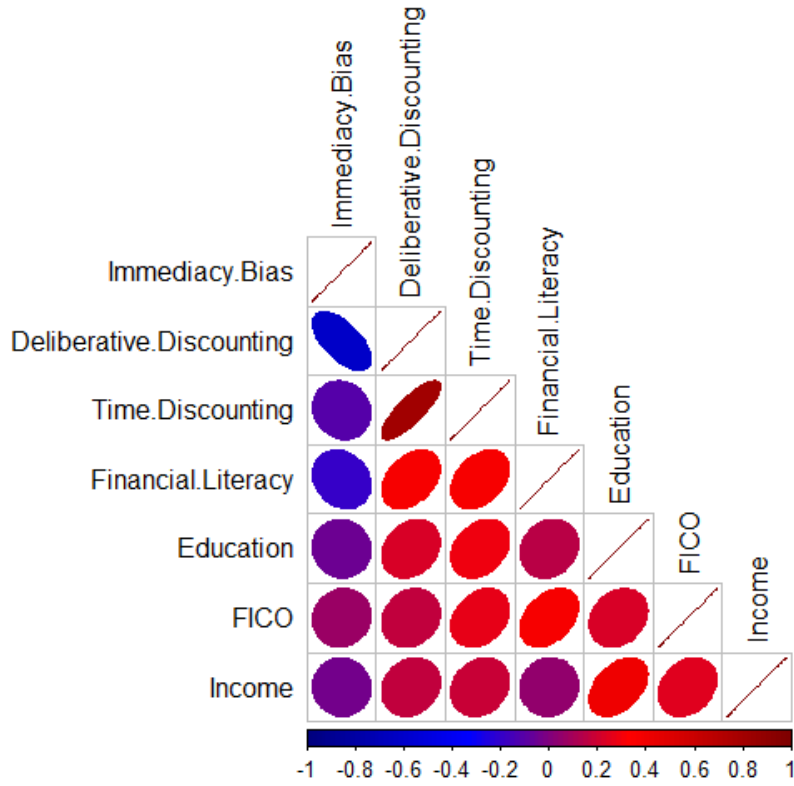 Immediacy.Bias
Deliberative.Discounting
Time.Discounting
Financial.Literacy
Education
FICO
Income
Immediacy.Bias
Deliberative.Discounting
Time.Discounting
Financial.Literacy
Education
FICO
Income
-1 -0.8 -0.6 -0.4 -0.2 0 0.2 0.4 0.6 0.8 1